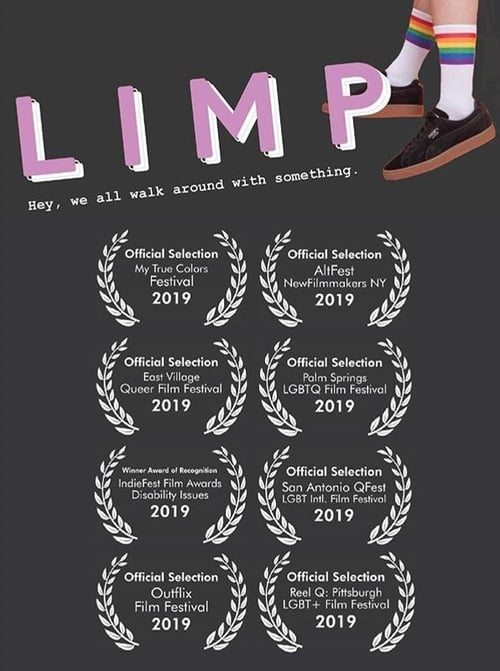 LIMP
Hey, we all walk around with something.
Official Selection
My True Colors
Festival
2019
Official Selection
AltFest
NewFilmmakers NY
2019
Official Selection
East Village
Queer Film Festival
2019
Official Selection
Palm Springs
LGBTQ Film Festival
2019
Winner Award of Recognition
IndieFest Film Awards
Disability Issues
2019
Official Selection
San Antonio QFest
LGBT Intl. Film Festival
2019
Official Selection
Outflix
Film Festival
2019
Official Selection
Reel Q: Pittsburgh
LGBT+ Film Festival
2019